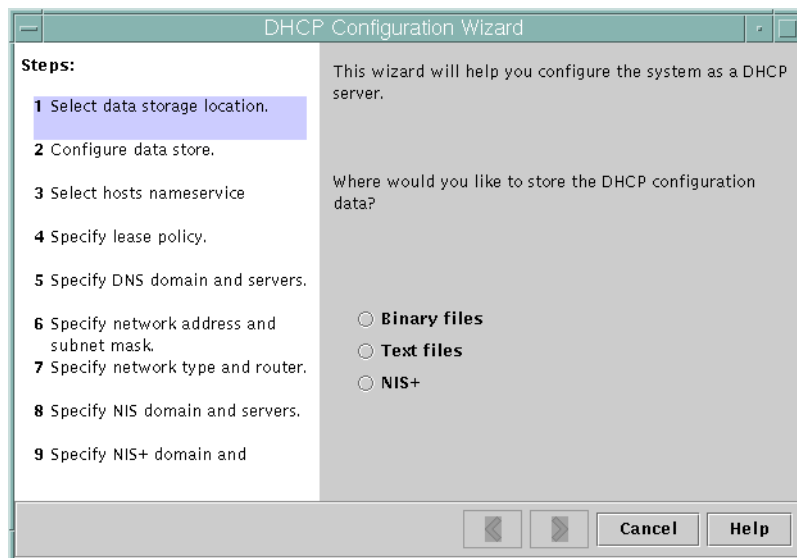 DHCP Configuration Wizard
Steps:
1 Select data storage location.
2 Configure data store.
3 Select hosts nameservice
4 Specify lease policy.
5 Specify DNS domain and servers.
6 Specify network address and
subnet mask.
7 Specify network type and router.
8 Specify NIS domain and servers.
9 Specify NIS+ domain and
This wizard will help you configure the system as a DHCP
server.
Where would you like to store the DHCP configuration
data?
Binary files
Text files
NIS+
Cancel
Help